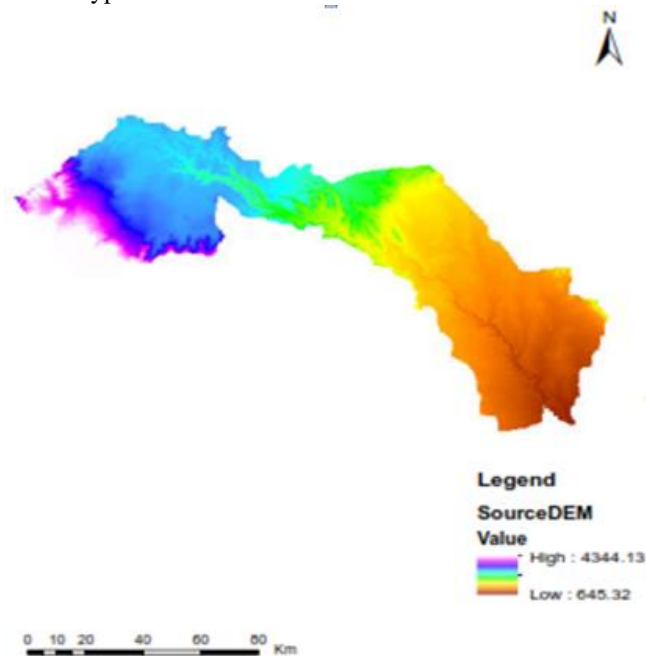 N
Legend
SourceDEM
Value
High : 4344.13
Low : 645.32
0 10 20 40 60 80
Km